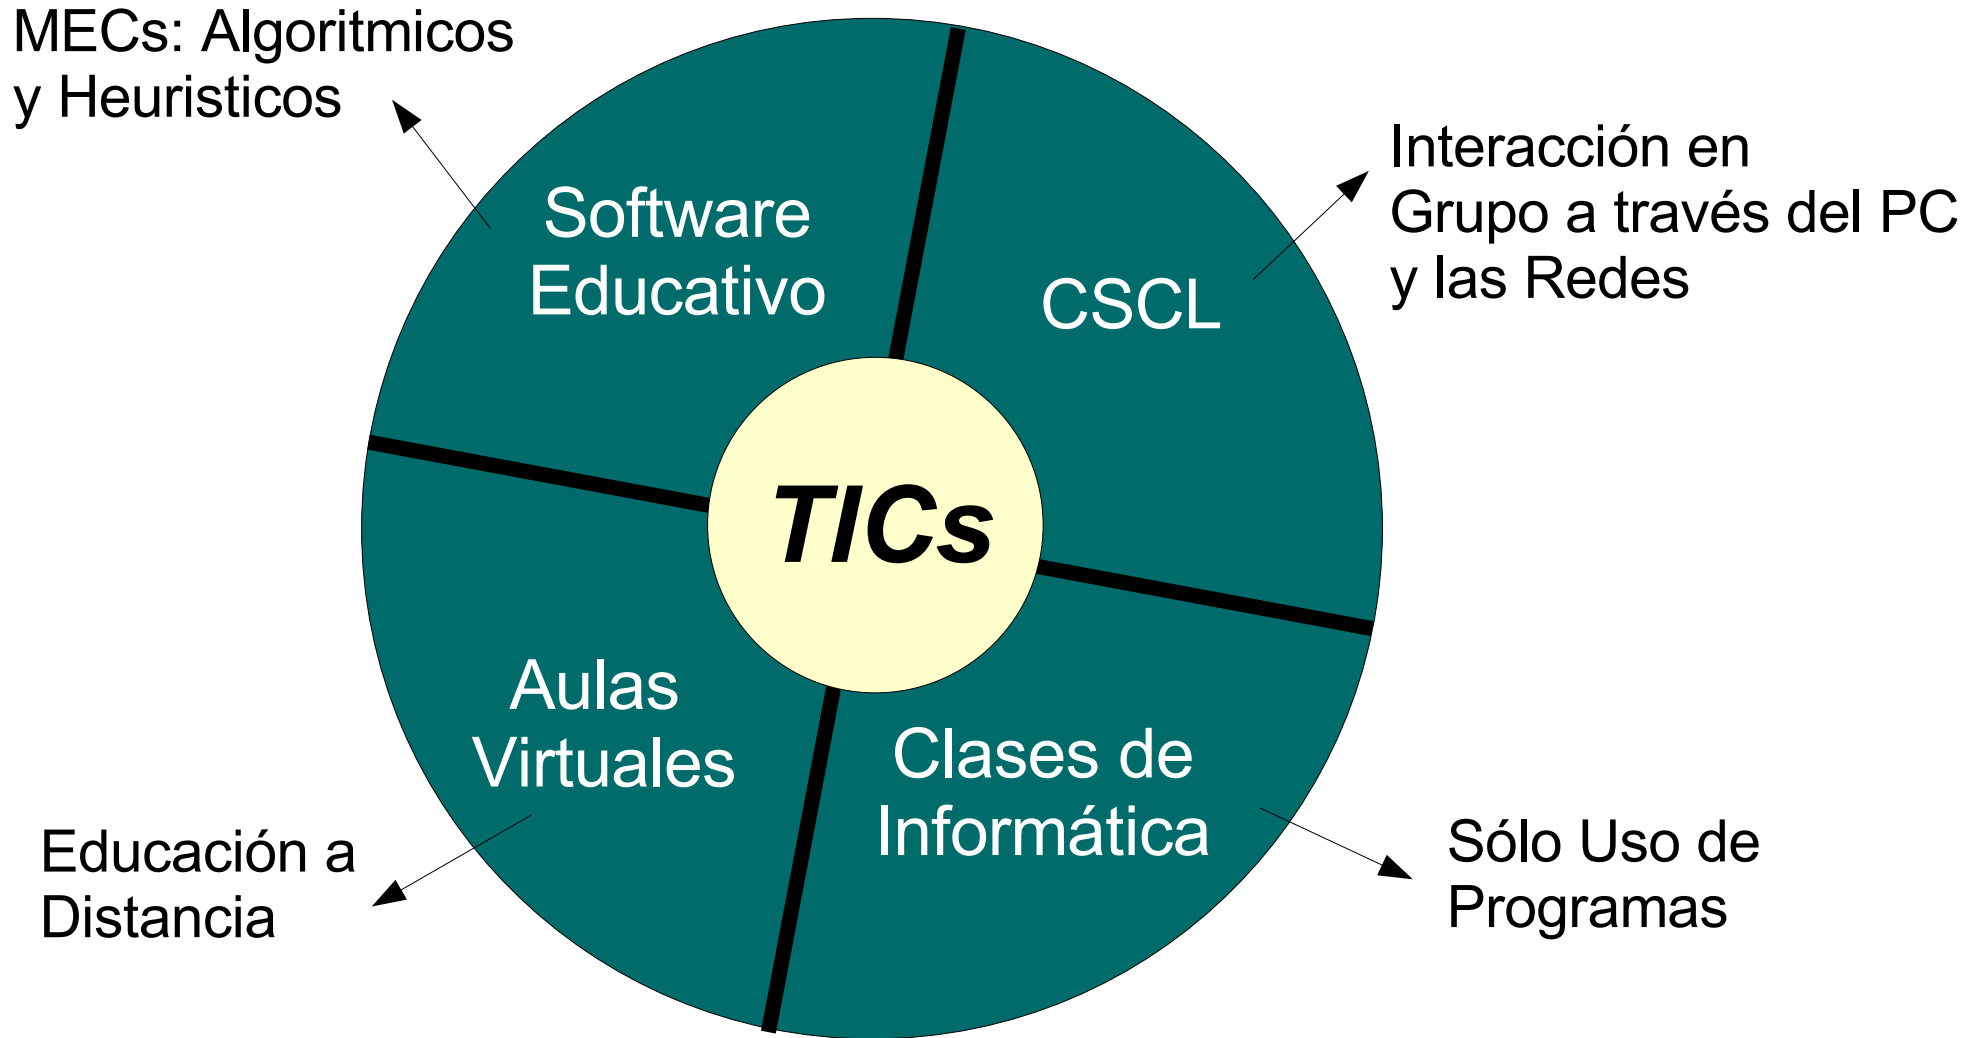 MECs: Algoritmicos
y Heuristicos
Software
Educativo
CSCL
Interacción en
Grupo a través del PC
y las Redes
TICs
Aulas
Virtuales
Educación a
Distancia
Clases de
Informática
Sólo Uso de
Programas